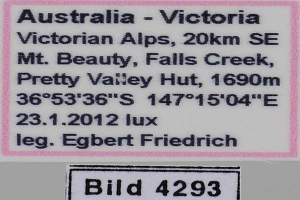 Australia - Victoria
Victorian Alps, 20km SE
Mt. Beauty, Falls Creek,
Pretty Valley Hut, 1690m
36°53'36"S 147°15'04"E
23.1.2012 lux
leg. Egbert Friedrich
Bild 4293